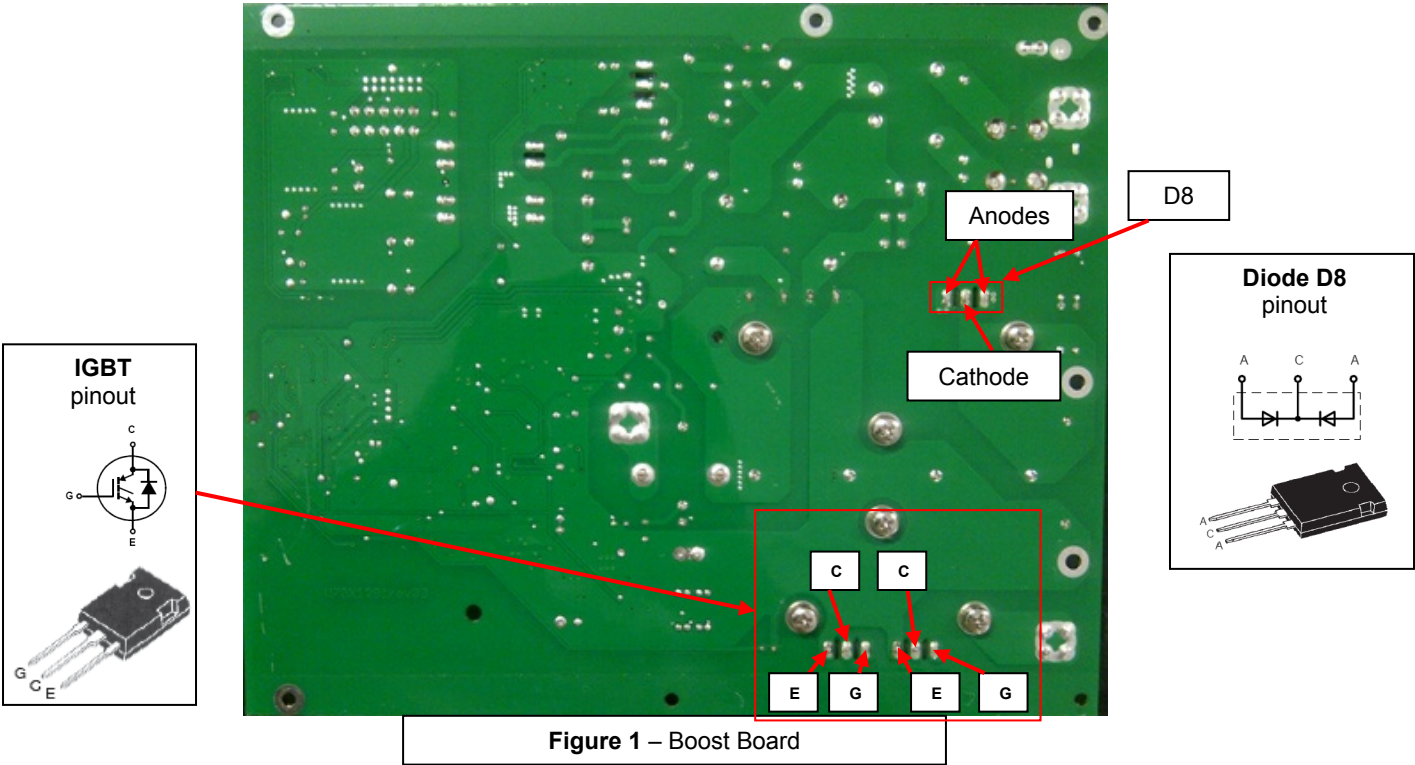 Anodes
D8
Diode D8
pinout
A C A
Cathode
A
C
A
IGBT
pinout
C
G
E
G
C
E
C C
E G E G
Figure 1 – Boost Board